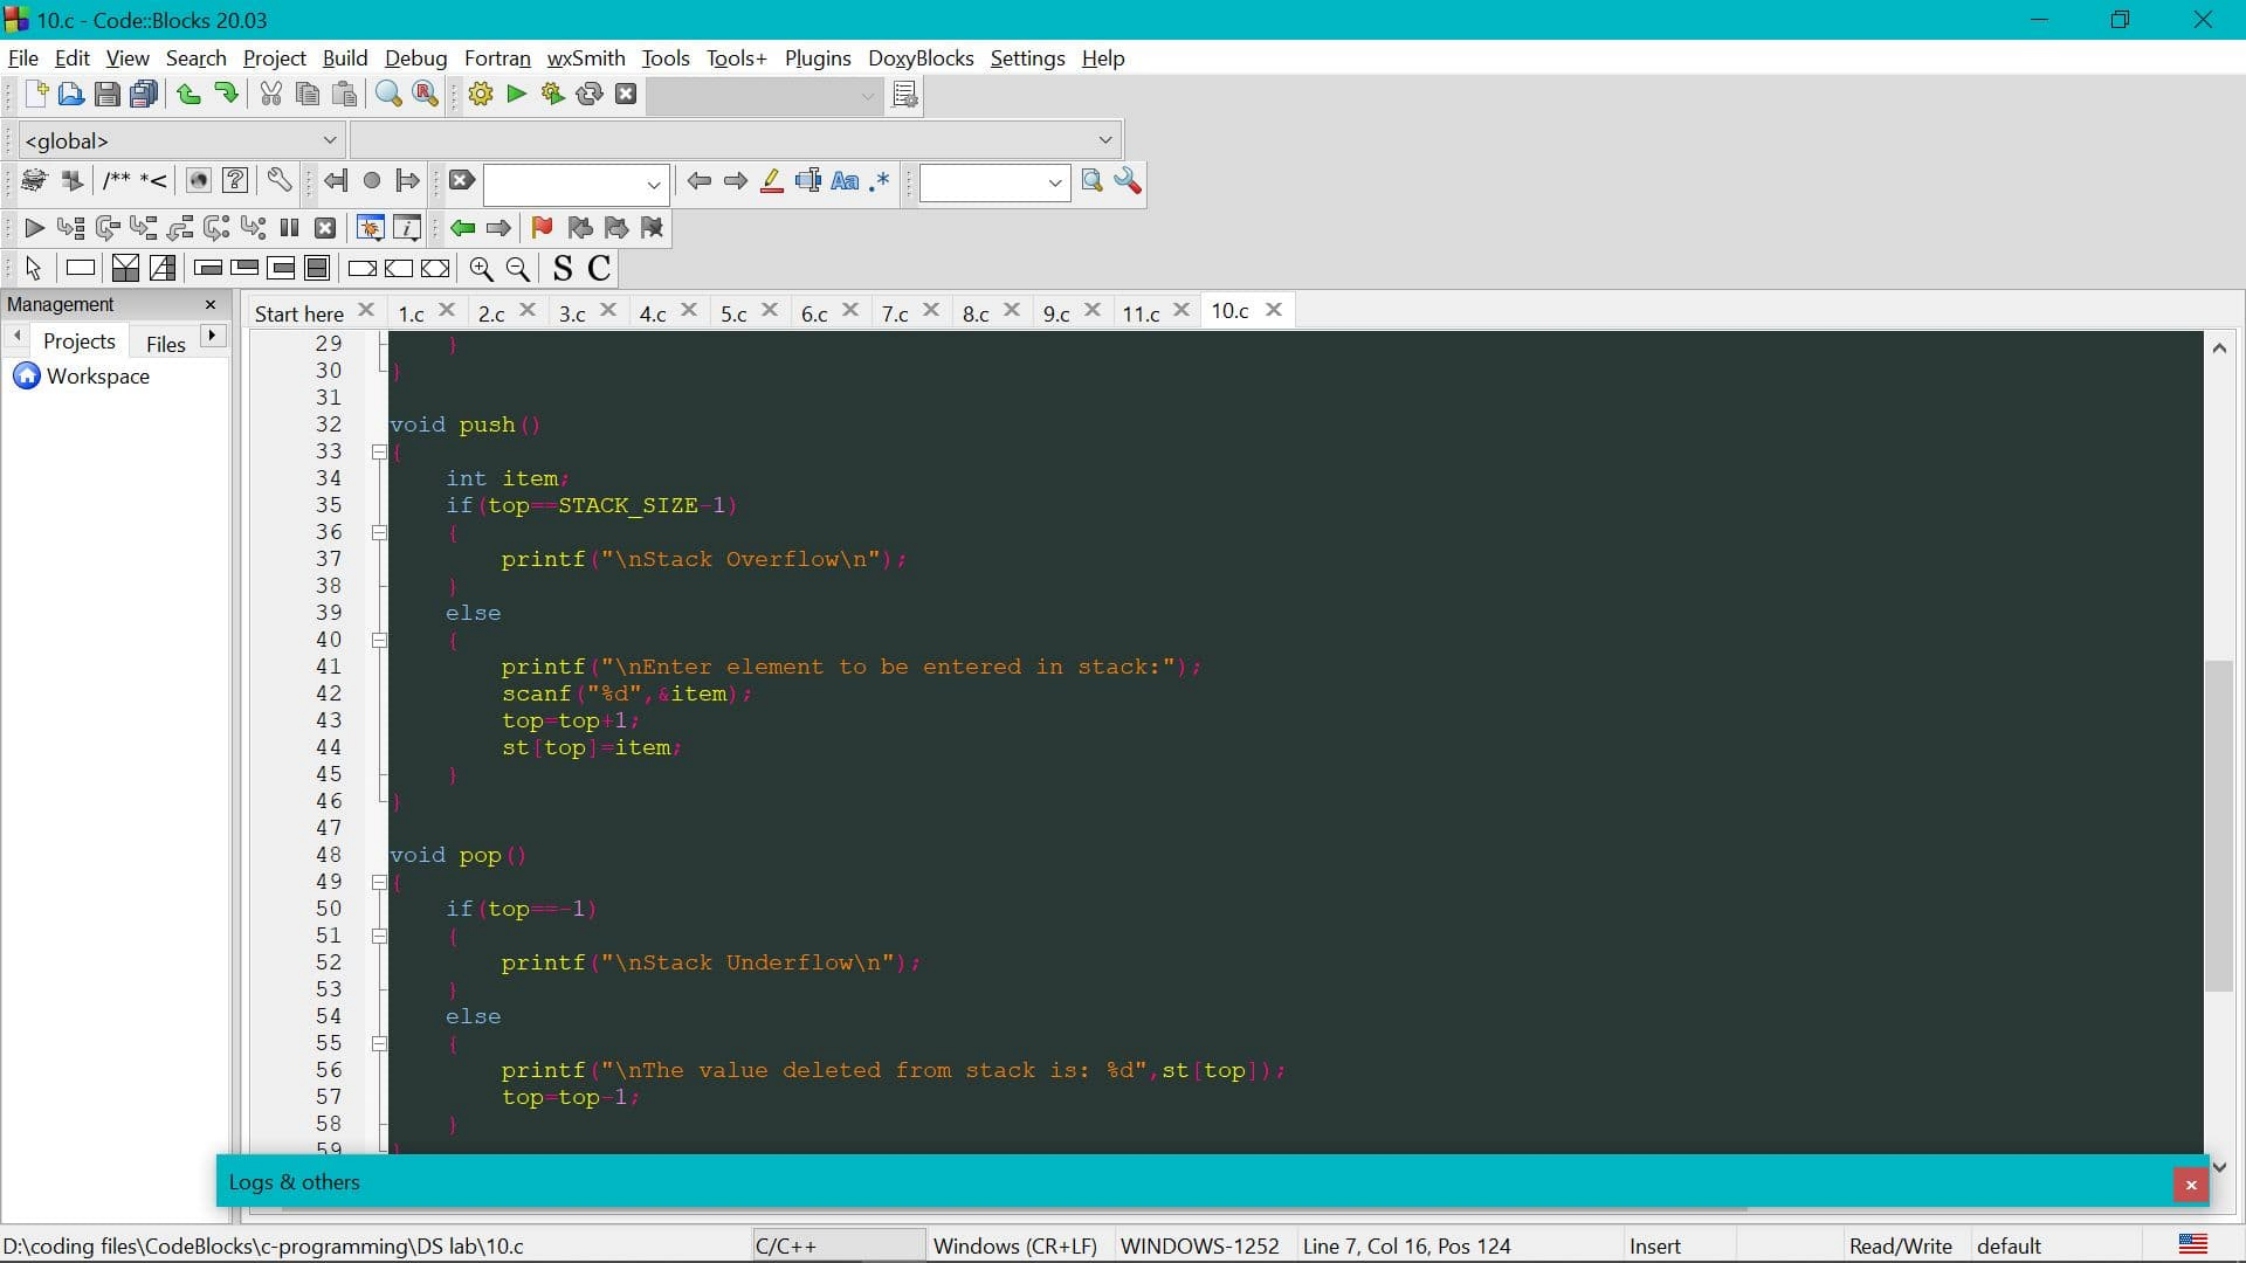 10.c - Code::Blocks 20.03
File Edit View Search Project Build Debug Fortran wxSmith Tools Tools+ Plugins DoxyBlocks Settings Help
<global>
/** *< Aa .*
S C
Management
Start here 1.c 2.c 3.c 4.c 5.c 6.c 7.c 8.c 9.c 11.c 10.c
Projects Files
Workspace
29 }
30 }
31
32 void push()
33 {
34 int item;
35 if(top==STACK_SIZE-1)
36 {
37 printf("\nStack Overflow\n");
38 }
39 else
40 {
41 printf("\nEnter element to be entered in stack:");
42 scanf("%d",&item);
43 top=top+1;
44 st[top]=item;
45 }
46 }
47
48 void pop()
49 {
50 if(top==-1)
51 {
52 printf("\nStack Underflow\n");
53 }
54 else
55 {
56 printf("\nThe value deleted from stack is: %d",st[top]);
57 top=top-1;
58 }
59 }
Logs & others
D:\coding files\CodeBlocks\c-programming\DS lab\10.c C/C++ Windows (CR+LF) WINDOWS-1252 Line 7, Col 16, Pos 124 Insert Read/Write default